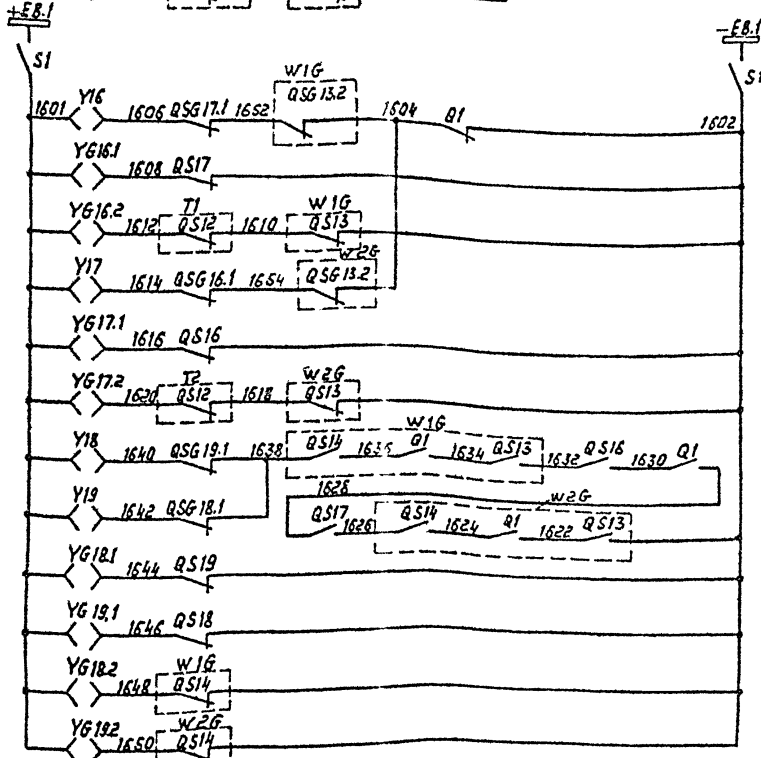 +EB.1
-EB.1
S1
S1
W1G
1601 Y16 1606 QSG17.1 1652 QSG13.2 1604 Q1 1602
YG16.1 1608 QS17
T1 W1G
YG16.2 1612 QS12 1610 QS13
W2G
Y17 1614 QSG16.1 1654 QSG13.2
YG17.1 1616 QS16
T2 W2G
YG17.2 1620 QS12 1618 QS13
W1G
Y18 1640 QSG19.1 1638 QS14 1636 Q1 1634 QS13 1632 QS16 1630 Q1
1628 W2G
Y19 1642 QSG18.1 QS17 1626 QS14 1624 Q1 1622 QS13
YG18.1 1644 QS19
YG19.1 1646 QS18
W1G
YG18.2 1648 QS14
W2G
YG19.2 1650 QS14